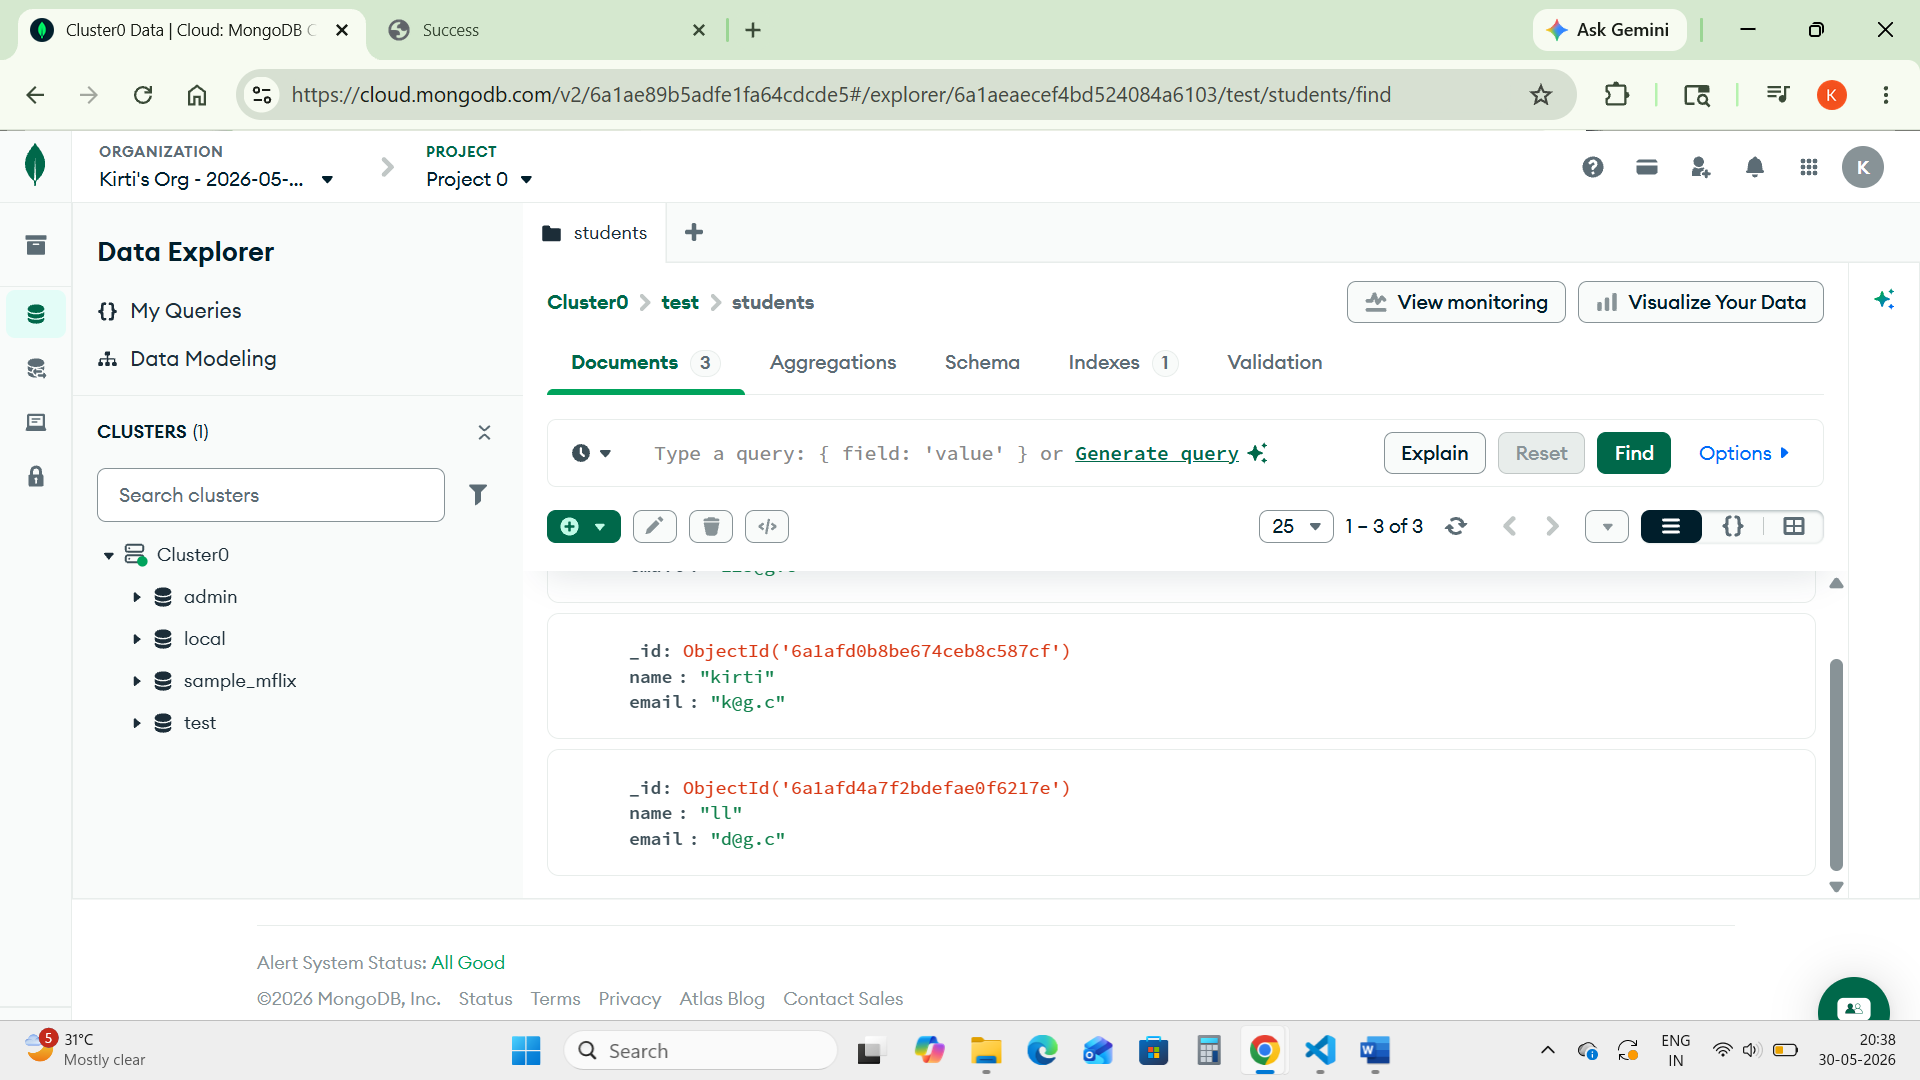 Cluster0 Data | Cloud: MongoDB C
Success
Ask Gemini
https://cloud.mongodb.com/v2/6a1ae89b5adfe1fa64cdcde5#/explorer/6a1aeaecef4bd524084a6103/test/students/find
K
ORGANIZATION
Kirti's Org - 2026-05-...
PROJECT
Project 0
K
Data Explorer
My Queries
Data Modeling
CLUSTERS (1)
Search clusters
Cluster0
admin
local
sample_mflix
test
students
Cluster0 > test > students
View monitoring
Visualize Your Data
Documents 3
Aggregations
Schema
Indexes 1
Validation
Type a query: { field: 'value' } or Generate query
Explain
Reset
Find
Options
25
1 – 3 of 3
_id: ObjectId('6a1afd0b8be674ceb8c587cf')
name : "kirti"
email : "k@g.c"
_id: ObjectId('6a1afd4a7f2bdefae0f6217e')
name : "ll"
email : "d@g.c"
Alert System Status: All Good
©2026 MongoDB, Inc. Status Terms Privacy Atlas Blog Contact Sales
5
31°C
Mostly clear
Search
ENG
IN
20:38
30-05-2026